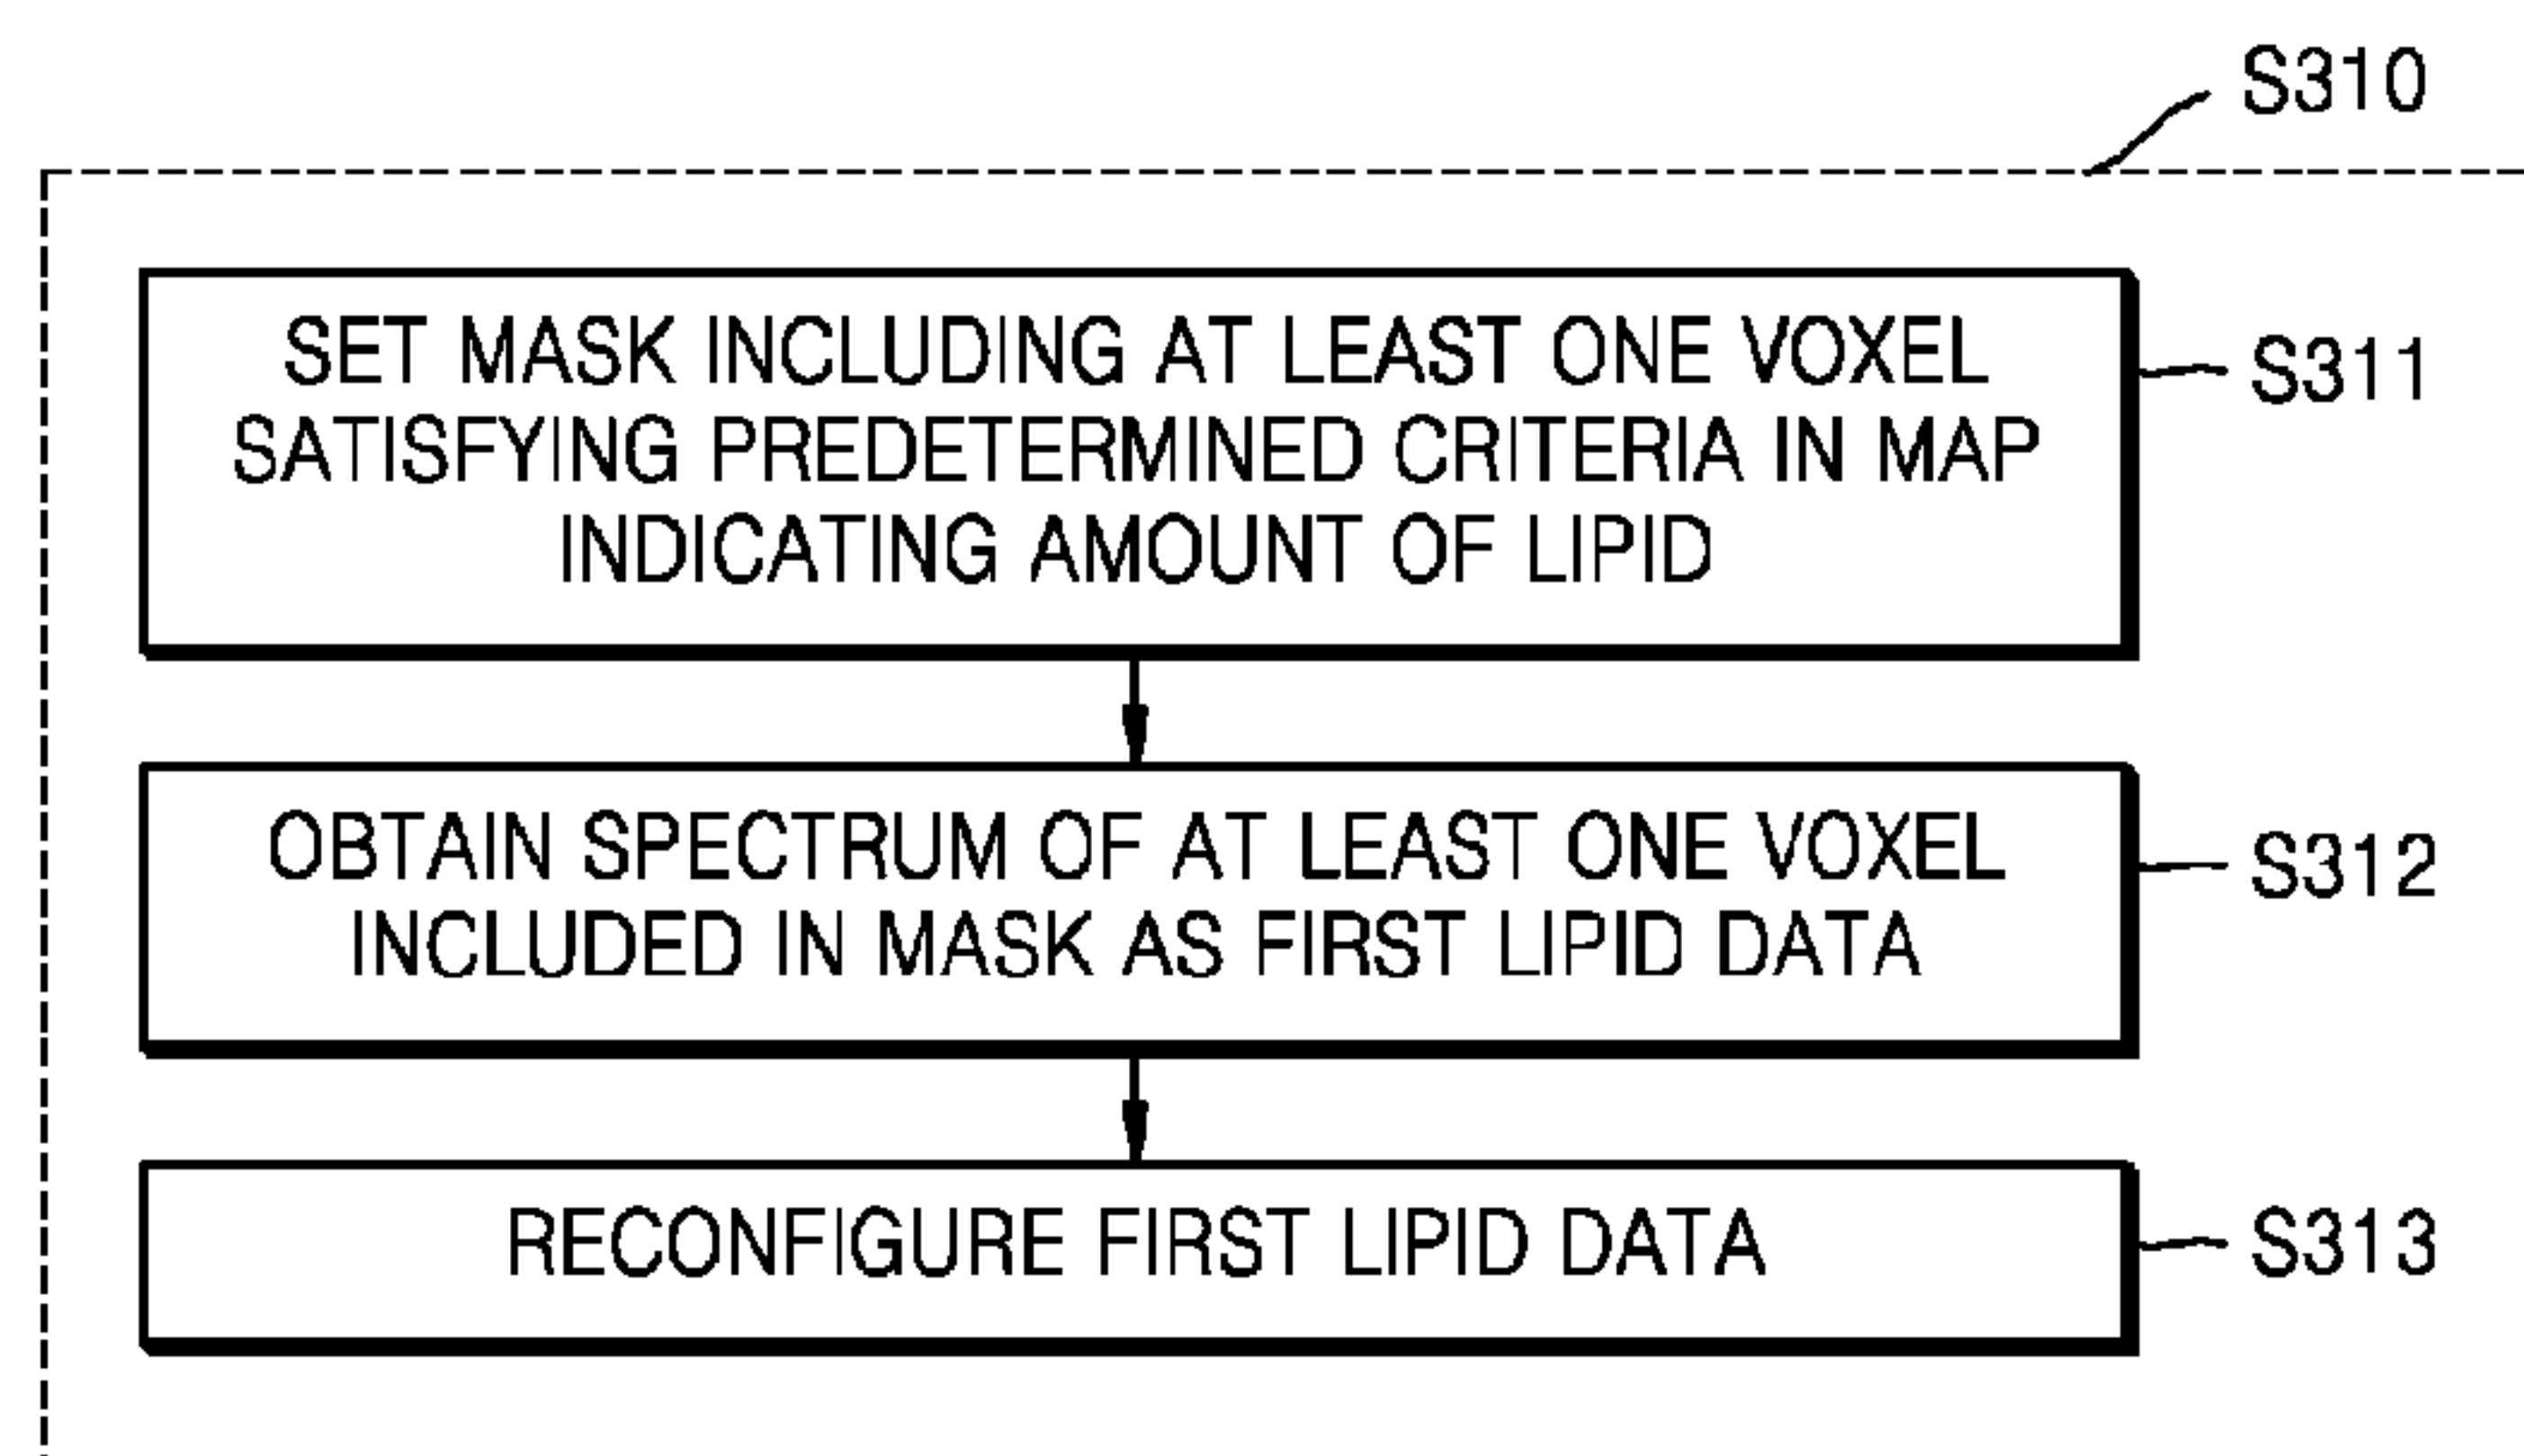 S310
SET MASK INCLUDING AT LEAST ONE VOXEL
SATISFYING PREDETERMINED CRITERIA IN MAP
INDICATING AMOUNT OF LIPID
S311
OBTAIN SPECTRUM OF AT LEAST ONE VOXEL
INCLUDED IN MASK AS FIRST LIPID DATA
S312
RECONFIGURE FIRST LIPID DATA
S313